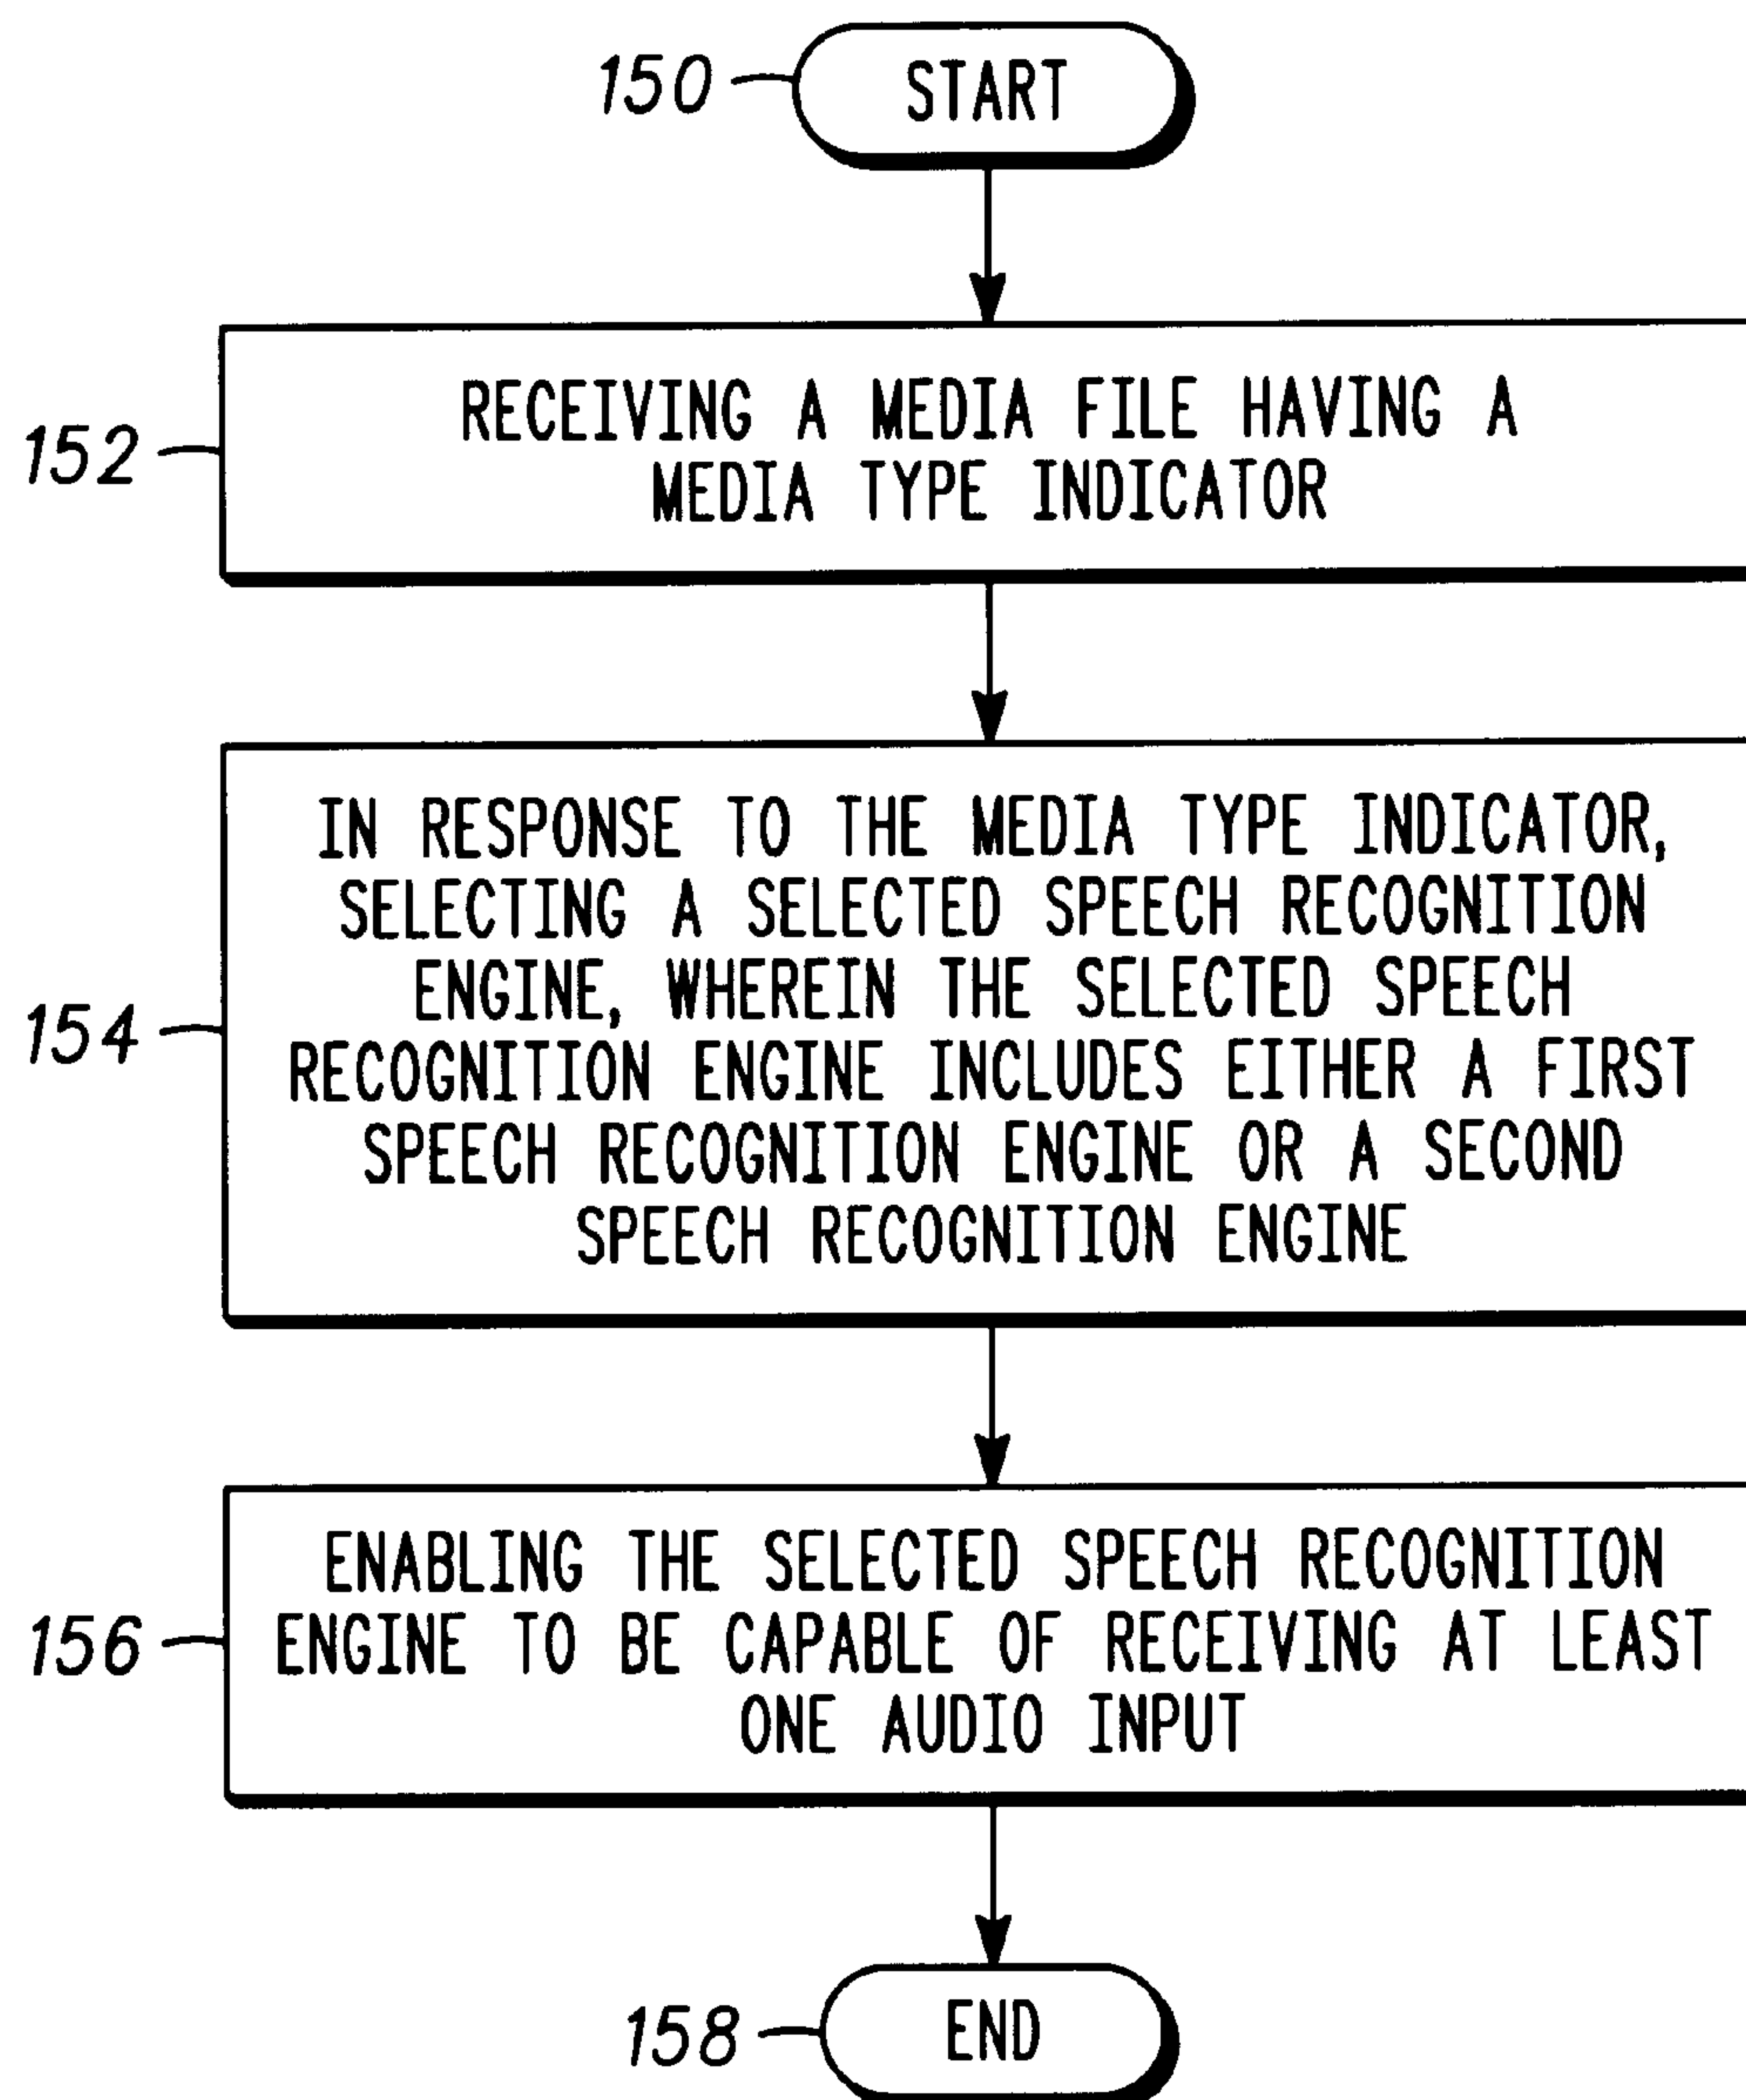 150
START
152
RECEIVING A MEDIA FILE HAVING A
MEDIA TYPE INDICATOR
154
IN RESPONSE TO THE MEDIA TYPE INDICATOR,
SELECTING A SELECTED SPEECH RECOGNITION
ENGINE, WHEREIN THE SELECTED SPEECH
RECOGNITION ENGINE INCLUDES EITHER A FIRST
SPEECH RECOGNITION ENGINE OR A SECOND
SPEECH RECOGNITION ENGINE
156
ENABLING THE SELECTED SPEECH RECOGNITION
ENGINE TO BE CAPABLE OF RECEIVING AT LEAST
ONE AUDIO INPUT
158
END